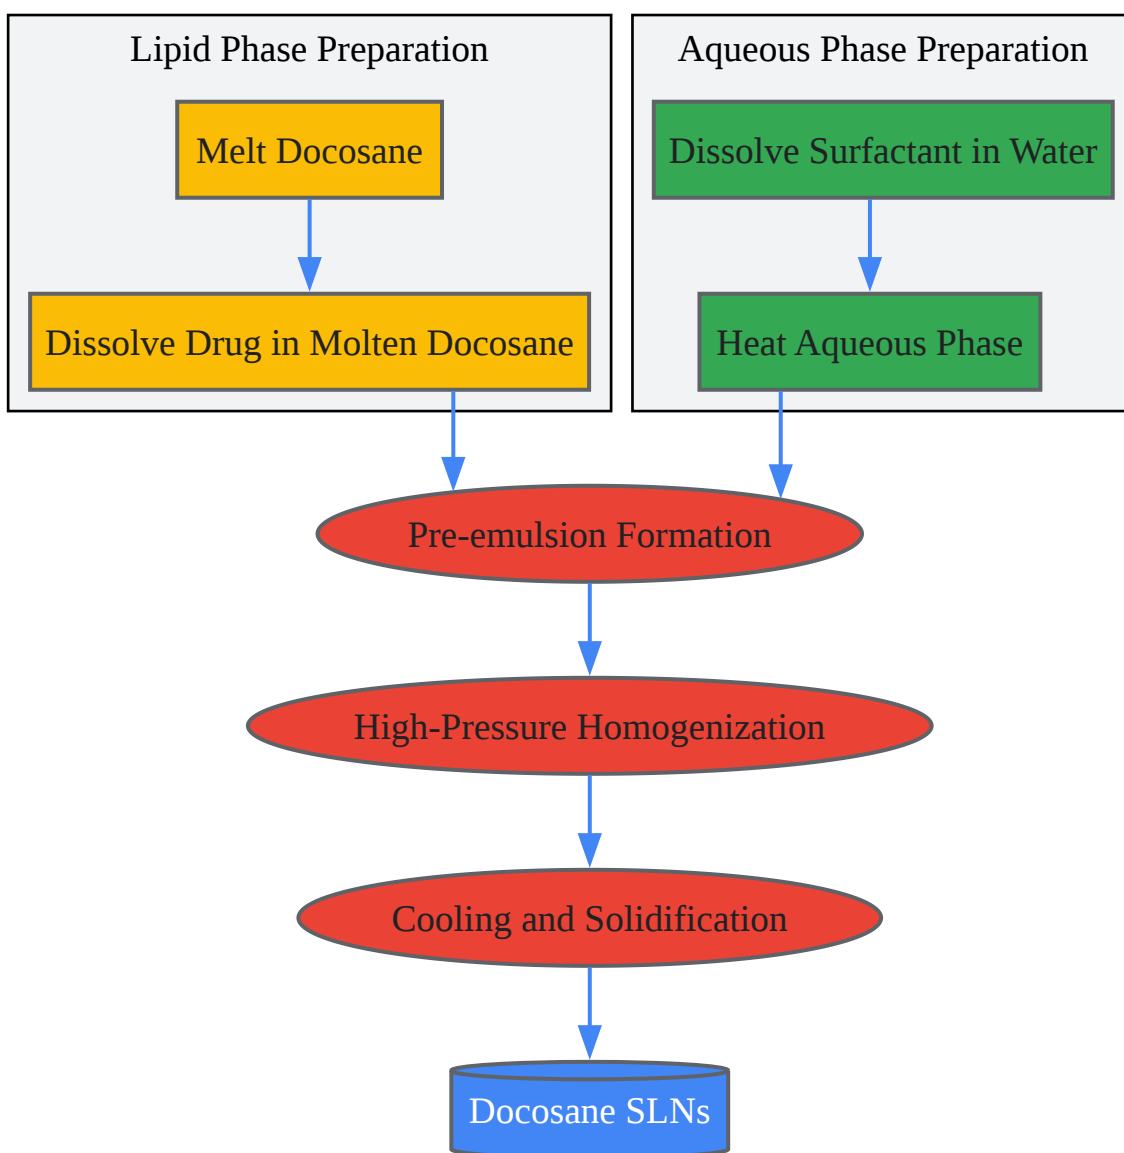 Lipid Phase Preparation
Melt Docosane
Dissolve Drug in Molten Docosane
Aqueous Phase Preparation
Dissolve Surfactant in Water
Heat Aqueous Phase
Pre-emulsion Formation
High-Pressure Homogenization
Cooling and Solidification
Docosane SLNs